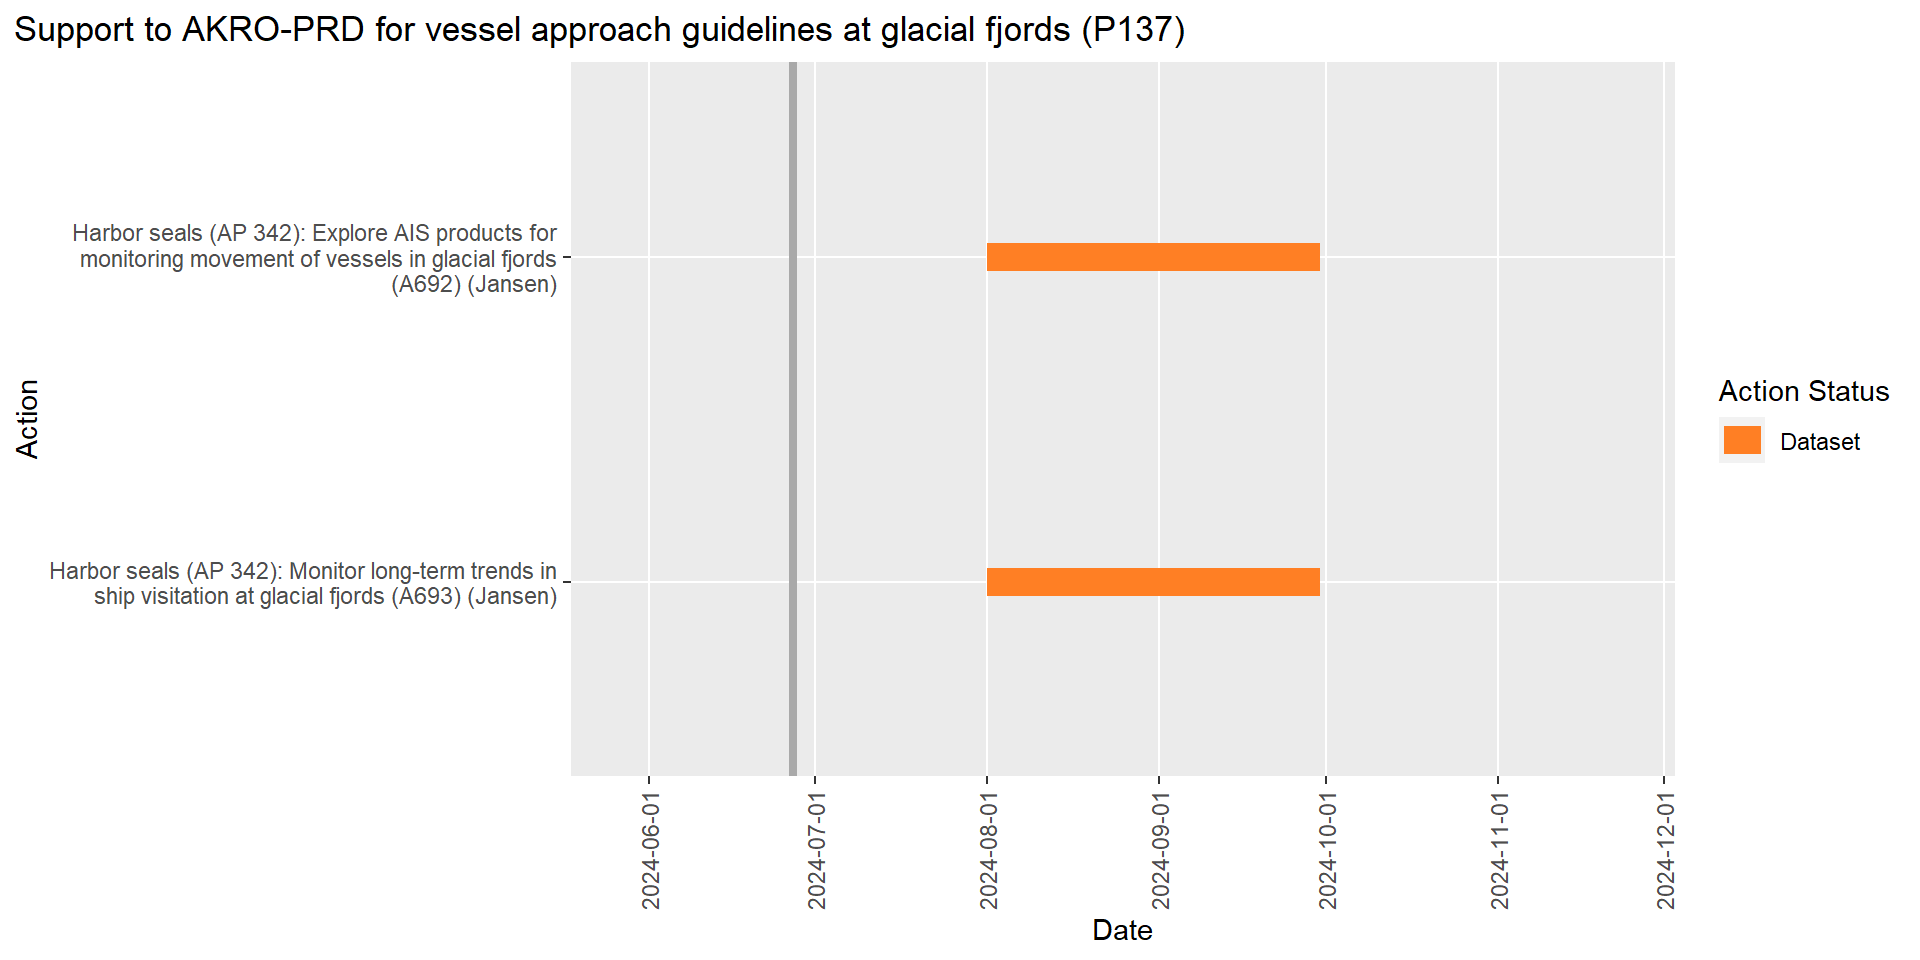 Support to AKRO-PRD for vessel approach guidelines at glacial fjords (P137)
Harbor seals (AP 342): Explore AIS products for
monitoring movement of vessels in glacial fjords
(A692) (Jansen)
Action
Harbor seals (AP 342): Monitor long-term trends in
ship visitation at glacial fjords (A693) (Jansen)
Action Status
Dataset
2024-06-01
2024-07-01
2024-08-01
2024-09-01
2024-10-01
2024-11-01
2024-12-01
Date